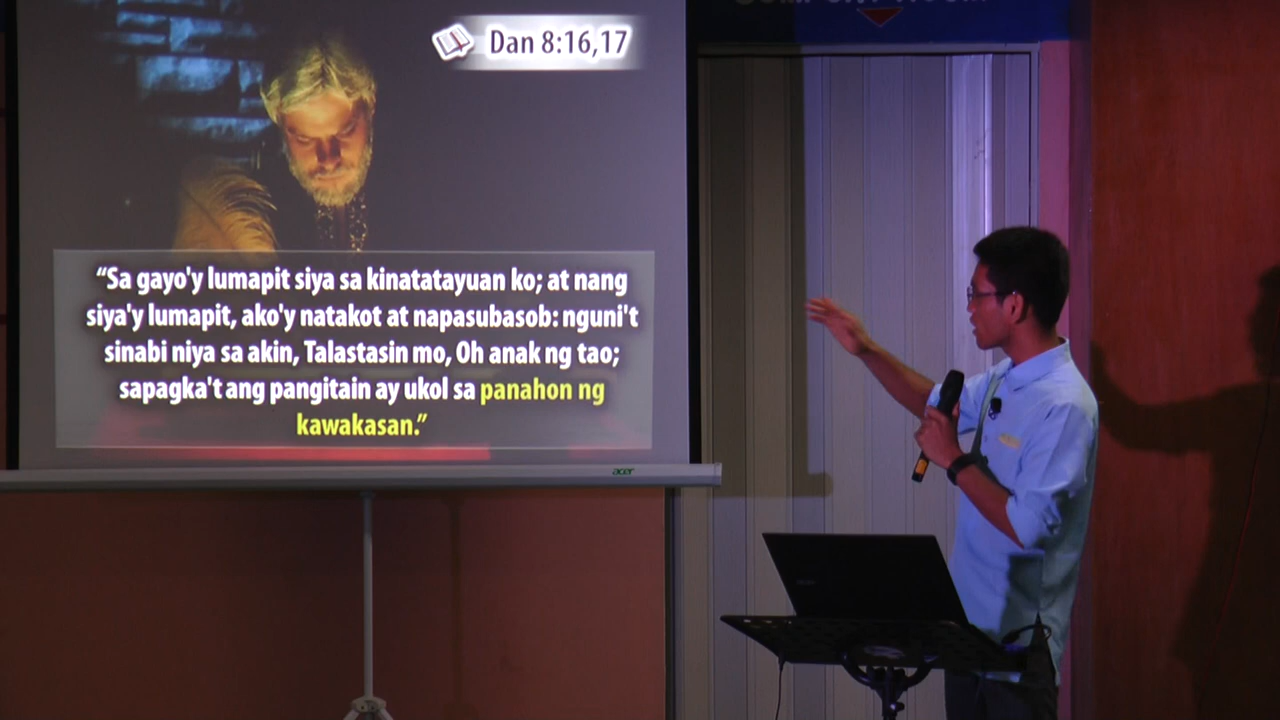 Dan 8:16,17
“Sa gayo'y lumapit siya sa kinatatayuan ko; at nang
siya'y lumapit, ako'y natakot at napasubasob: nguni't
sinabi niya sa akin, Talastasin mo, Oh anak ng tao;
sapagka't ang pangitain ay ukol sa panahon ng
kawakasan.”
acer